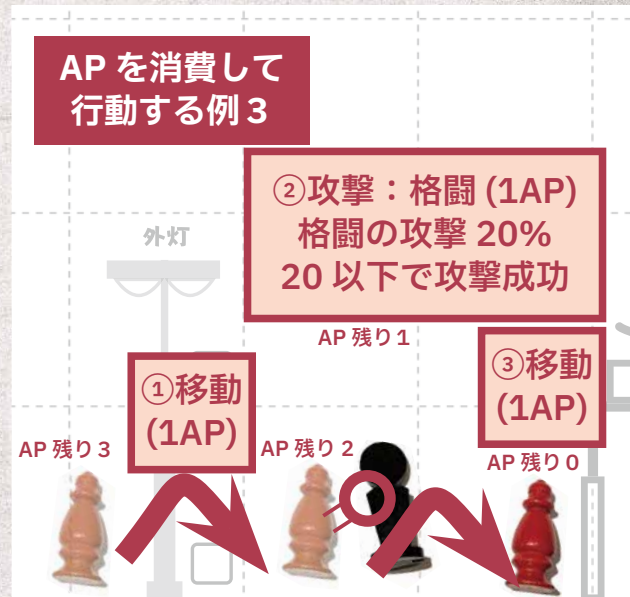 AP を消費して
行動する例 3
②攻撃：格闘 (1AP)
格闘の攻撃 20%
20 以下で攻撃成功
外灯
AP 残り 1
①移動
(1AP)
③移動
(1AP)
AP 残り 3
AP 残り 2
AP 残り 0